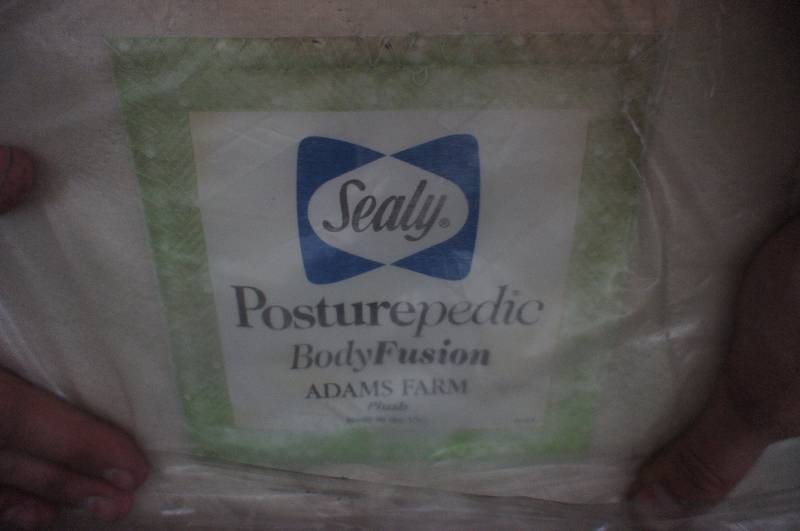 Sealy®
Posturepedic
BodyFusion
ADAMS FARM
Plush